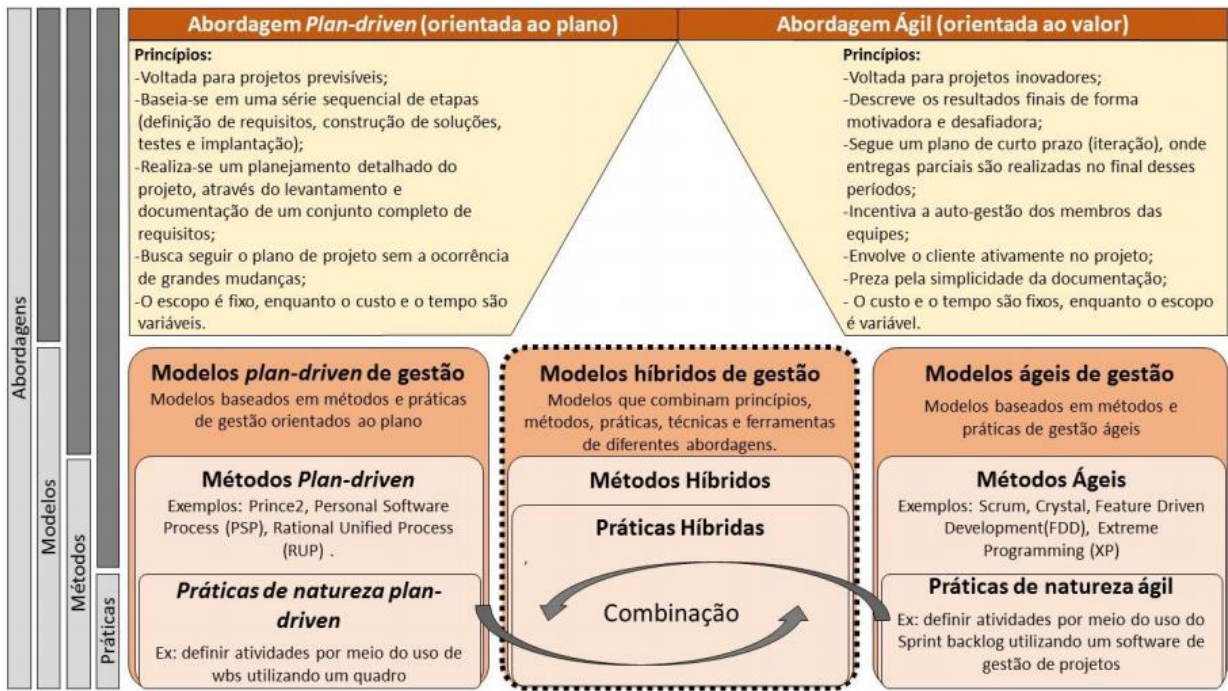 Abordagem Plan-driven (orientada ao plano)
Abordagem Ágil (orientada ao valor)
Princípios:
-Voltada para projetos previsíveis;
-Baseia-se em uma série sequencial de etapas
(definição de requisitos, construção de soluções,
testes e implantação);
-Realiza-se um planejamento detalhado do
projeto, através do levantamento e
documentação de um conjunto completo de
requisitos;
-Busca seguir o plano de projeto sem a ocorrência
de grandes mudanças;
-O escopo é fixo, enquanto o custo e o tempo são
variáveis.
Princípios:
-Voltada para projetos inovadores;
-Descreve os resultados finais de forma
motivadora e desafiadora;
-Segue um plano de curto prazo (iteração), onde
entregas parciais são realizadas no final desses
períodos;
-Incentiva a auto-gestão dos membros das
equipes;
-Envolve o cliente ativamente no projeto;
-Preza pela simplicidade da documentação;
- O custo e o tempo são fixos, enquanto o escopo
é variável.
Abordagens
Modelos
Métodos
Práticas
Modelos plan-driven de gestão
Modelos baseados em métodos e práticas
de gestão orientados ao plano
Métodos Plan-driven
Exemplos: Prince2, Personal Software
Process (PSP), Rational Unified Process
(RUP) .
Práticas de natureza plan-
driven
Ex: definir atividades por meio do uso de
wbs utilizando um quadro
Modelos híbridos de gestão
Modelos que combinam princípios,
métodos, práticas, técnicas e ferramentas
de diferentes abordagens.
Métodos Híbridos
Práticas Híbridas
,
Combinação
Modelos ágeis de gestão
Modelos baseados em métodos e
práticas de gestão ágeis
Métodos Ágeis
Exemplos: Scrum, Crystal, Feature Driven
Development(FDD), Extreme
Programming (XP)
Práticas de natureza ágil
Ex: definir atividades por meio do uso do
Sprint backlog utilizando um software de
gestão de projetos